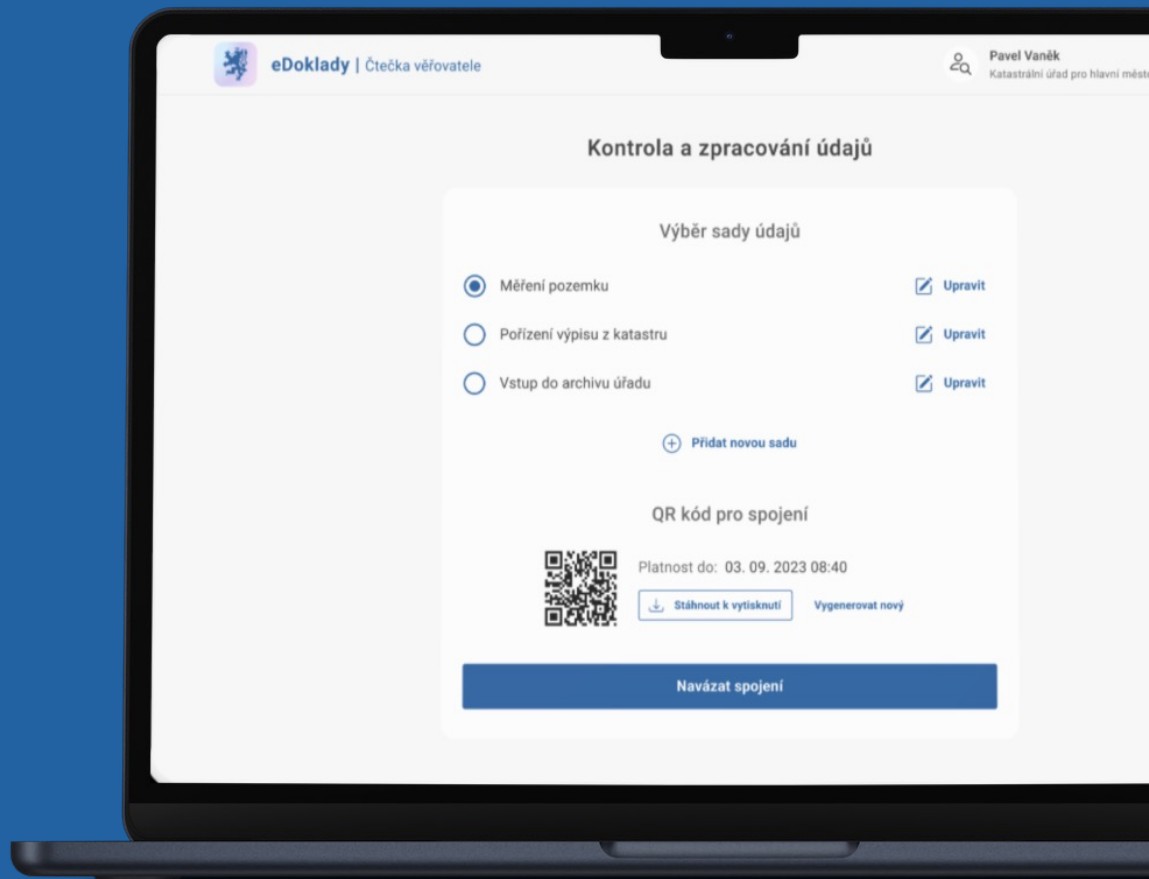 eDoklady | Čtečka věřovatele
Pavel Vaněk
Katastrální úřad pro hlavní město
Kontrola a zpracování údajů
Výběr sady údajů
Měření pozemku
Upravit
Pořízení výpisu z katastru
Upravit
Vstup do archivu úřadu
Upravit
Přidat novou sadu
QR kód pro spojení
Platnost do: 03. 09. 2023 08:40
Stáhnout k vytisknutí
Vygenerovat nový
Navázat spojení